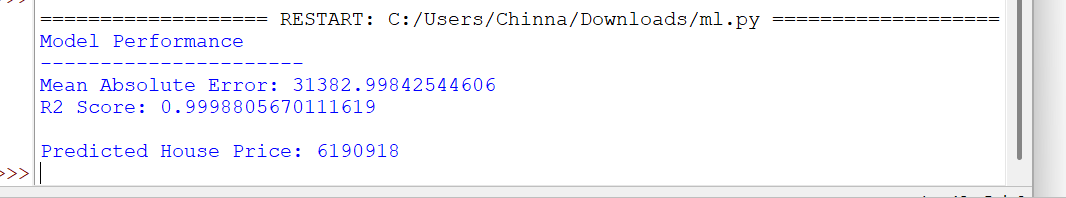 =================== RESTART: C:/Users/Chinna/Downloads/ml.py ===================
Model Performance
----------------------
Mean Absolute Error: 31382.99842544606
R2 Score: 0.9998805670111619
Predicted House Price: 6190918
>>>